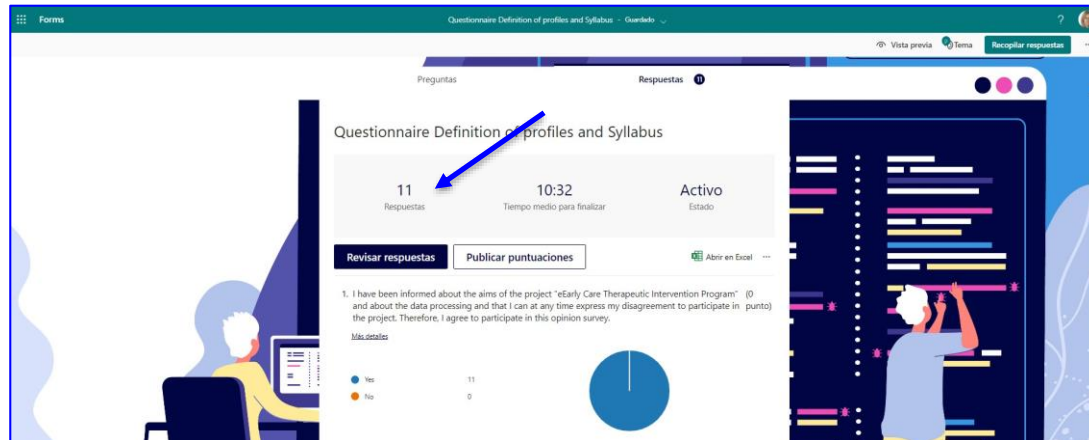 Forms
Questionnaire Definition of profiles and Syllabus - Guardado
?
Vista previa
Tema
Recopilar respuestas
Preguntas
Respuestas 11
Questionnaire Definition of profiles and Syllabus
11
Respuestas
10:32
Tiempo medio para finalizar
Activo
Estado
Revisar respuestas
Publicar puntuaciones
Abrir en Excel
1. I have been informed about the aims of the project "eEarly Care Therapeutic Intervention Program" (0
and about the data processing and that I can at any time express my disagreement to participate in punto)
the project. Therefore, I agree to participate in this opinion survey.
Más detalles
Yes 11
No 0